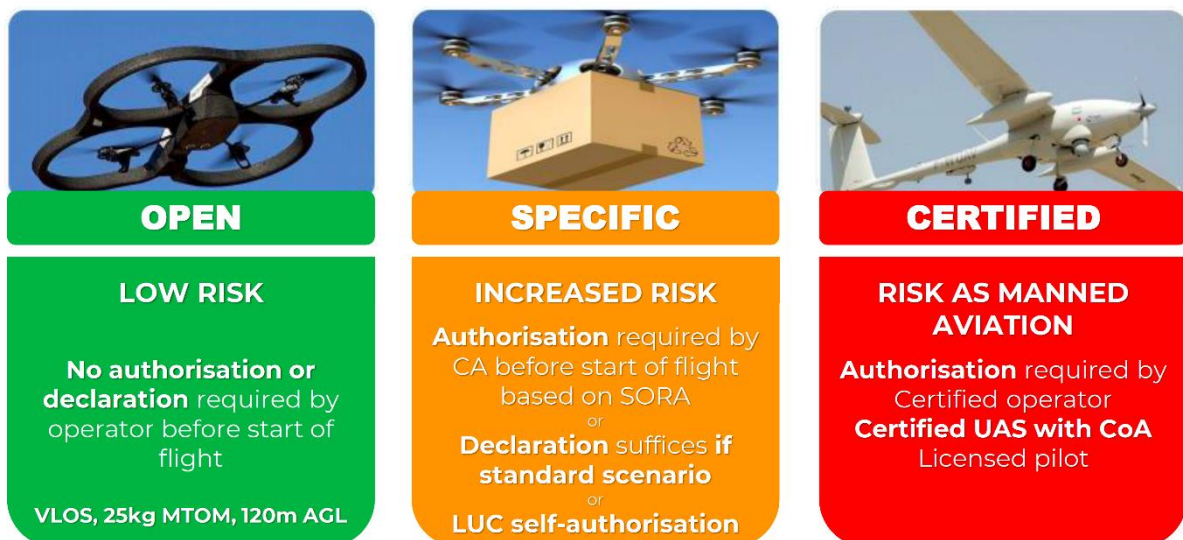 OPEN
LOW RISK
No authorisation or
declaration required by
operator before start of
flight
VLOS, 25kg MTOM, 120m AGL
SPECIFIC
INCREASED RISK
Authorisation required by
CA before start of flight
based on SORA
or
Declaration suffices if
standard scenario
or
LUC self-authorisation
CERTIFIED
RISK AS MANNED
AVIATION
Authorisation required by
Certified operator
Certified UAS with CoA
Licensed pilot